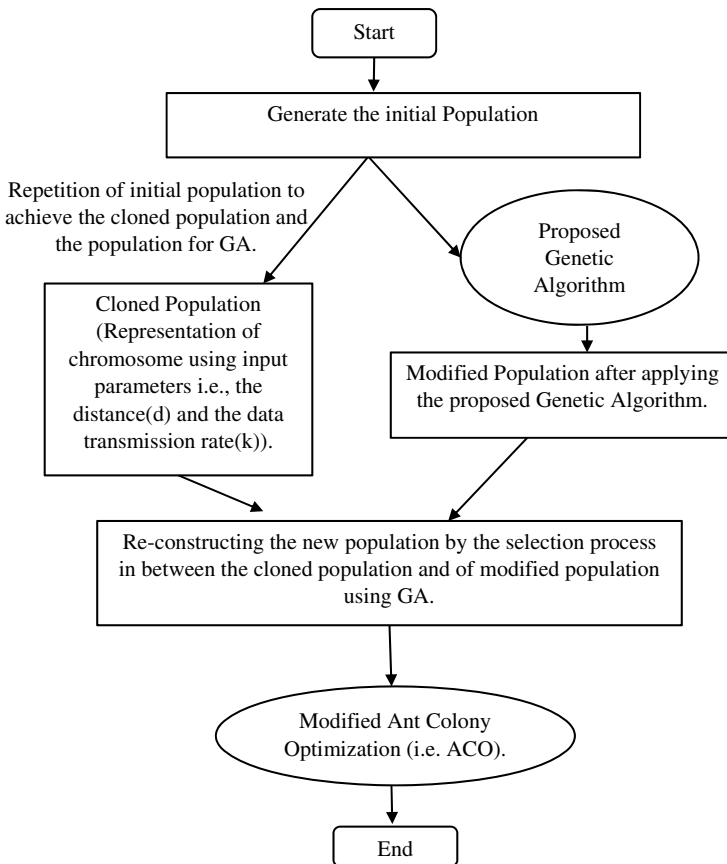 Start
Generate the initial Population
Repetition of initial population to
achieve the cloned population and
the population for GA.
Proposed
Genetic
Algorithm
Cloned Population
(Representation of
chromosome using input
parameters i.e., the
distance(d) and the data
transmission rate(k)).
Modified Population after applying
the proposed Genetic Algorithm.
Re-constructing the new population by the selection process
in between the cloned population and of modified population
using GA.
Modified Ant Colony
Optimization (i.e. ACO).
End